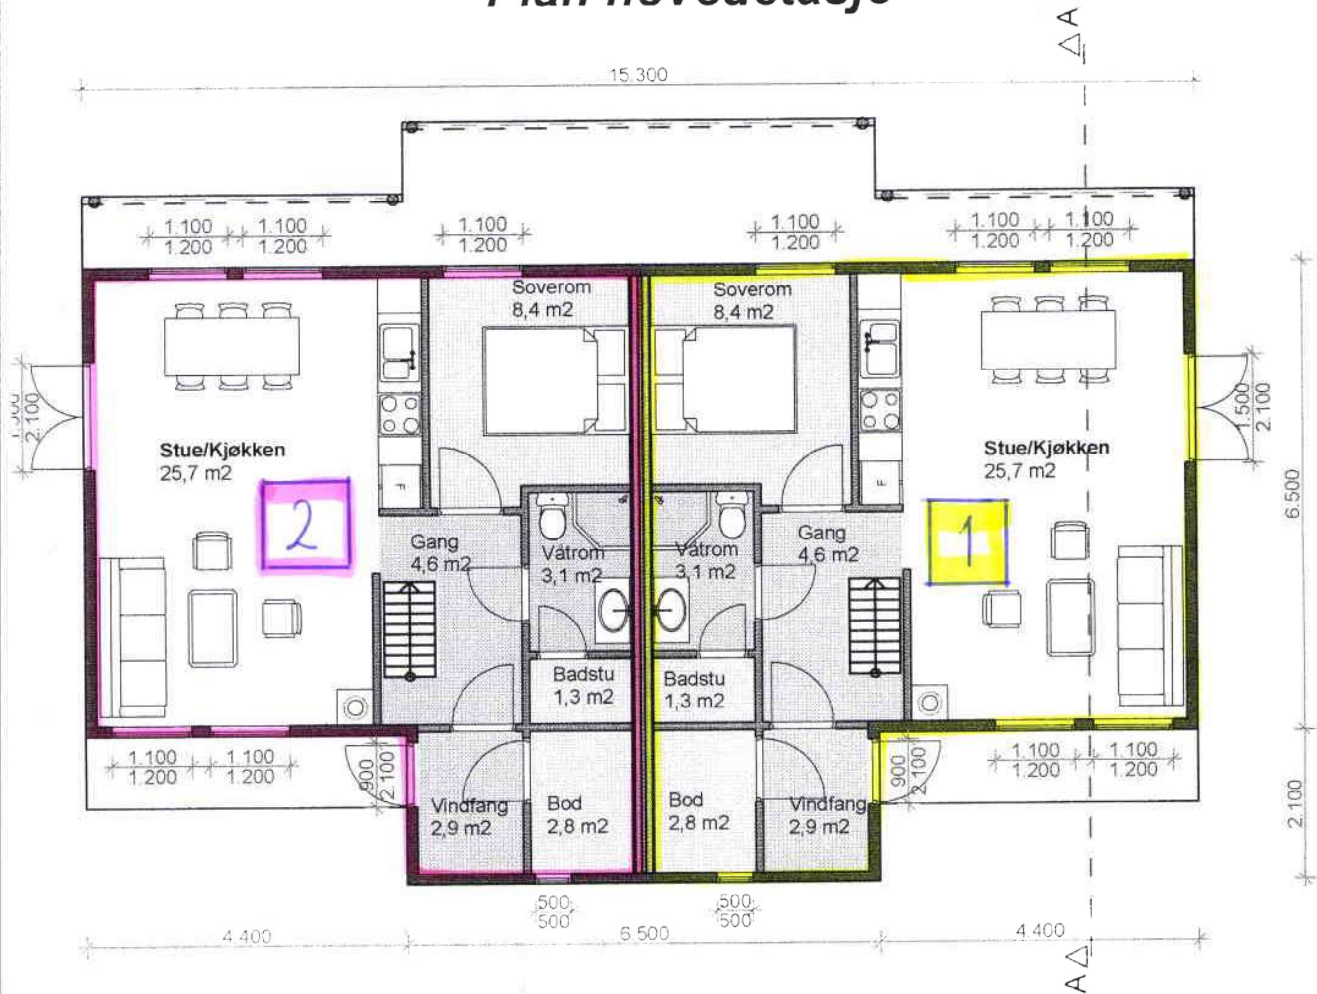 Plan hovedetasje
A
15.300
1.100 1.100 1.100 1.100 1.100 1.100
1.200 1.200 1.200 1.200 1.200 1.200
Soverom
8,4 m2
Soverom
8,4 m2
2.100
1.500
2.100
Stue/Kjøkken
25,7 m2
Stue/Kjøkken
25,7 m2
F
F
6.500
2
1
Gang
4,6 m2
Våtrom
3,1 m2
Våtrom
3,1 m2
Gang
4,6 m2
Badstu
1,3 m2
Badstu
1,3 m2
1.100 1.100
1.200 1.200
900
2.100
900
2.100
1.100 1.100
1.200 1.200
Vindfang
2,9 m2
Bod
2,8 m2
Bod
2,8 m2
Vindfang
2,9 m2
2.100
500 500
500 500
4.400 6.500 4.400
A